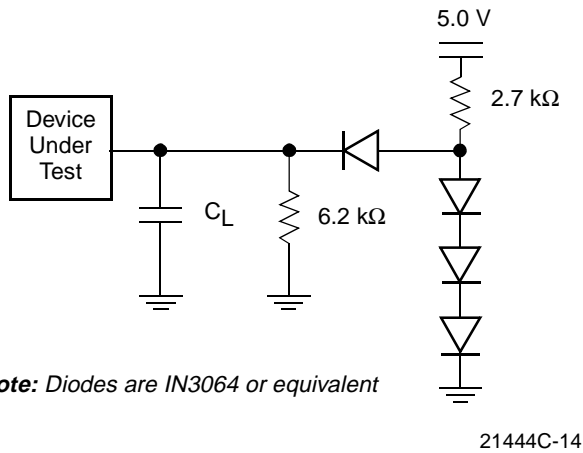 5.0 V
2.7 kΩ
Device
Under
Test
CL
6.2 kΩ
ote: Diodes are IN3064 or equivalent
21444C-14